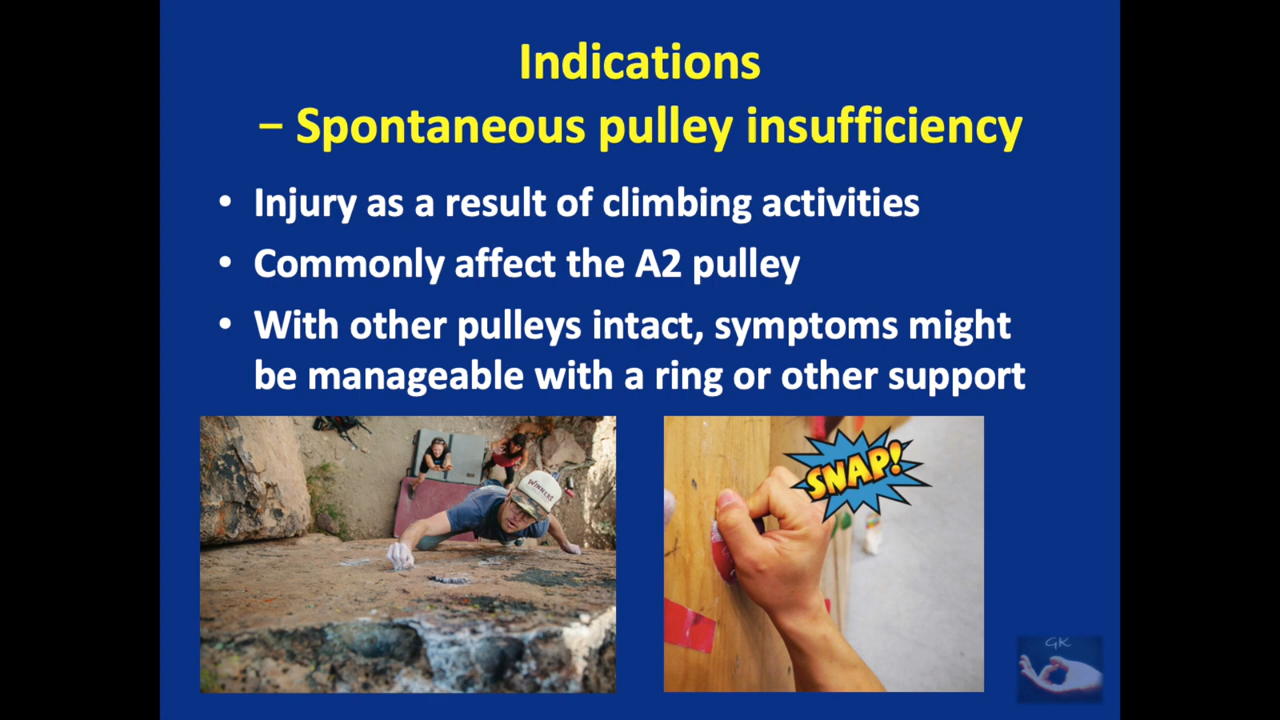 Indications
– Spontaneous pulley insufficiency
• Injury as a result of climbing activities
• Commonly affect the A2 pulley
• With other pulleys intact, symptoms might
be manageable with a ring or other support
WINNERS
SNAP!
GK